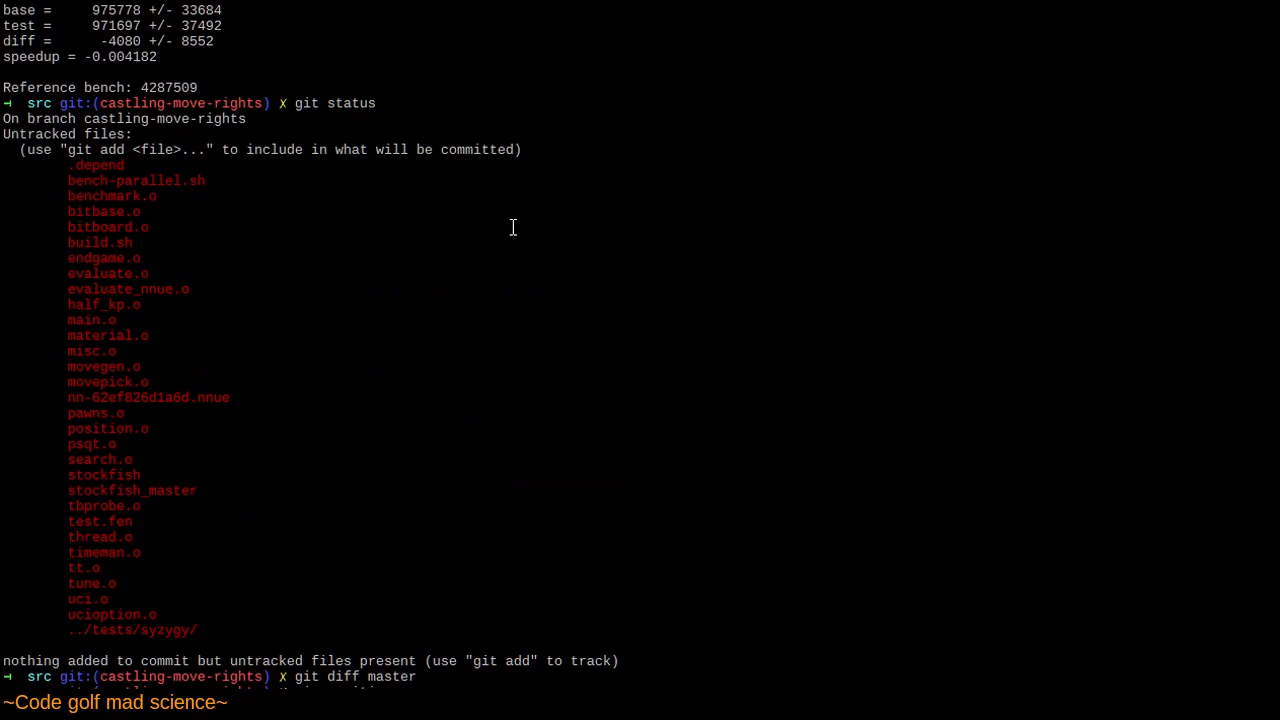 base =     975778 +/- 33684
test =     971697 +/- 37492
diff =      -4080 +/- 8552
speedup = -0.004182
Reference bench: 4287509
src git:(castling-move-rights) ✗ git status
On branch castling-move-rights
Untracked files:
(use "git add <file>..." to include in what will be committed)
.depend
bench-parallel.sh
benchmark.o
bitbase.o
bitboard.o
build.sh
endgame.o
evaluate.o
evaluate_nnue.o
half_kp.o
main.o
material.o
misc.o
movegen.o
movepick.o
nn-62ef826d1a6d.nnue
pawns.o
position.o
psqt.o
search.o
stockfish
stockfish_master
tbprobe.o
test.fen
thread.o
timeman.o
tt.o
tune.o
uci.o
ucioption.o
../tests/syzygy/
nothing added to commit but untracked files present (use "git add" to track)
src git:(castling-move-rights) ✗ git diff master
~Code golf mad science~